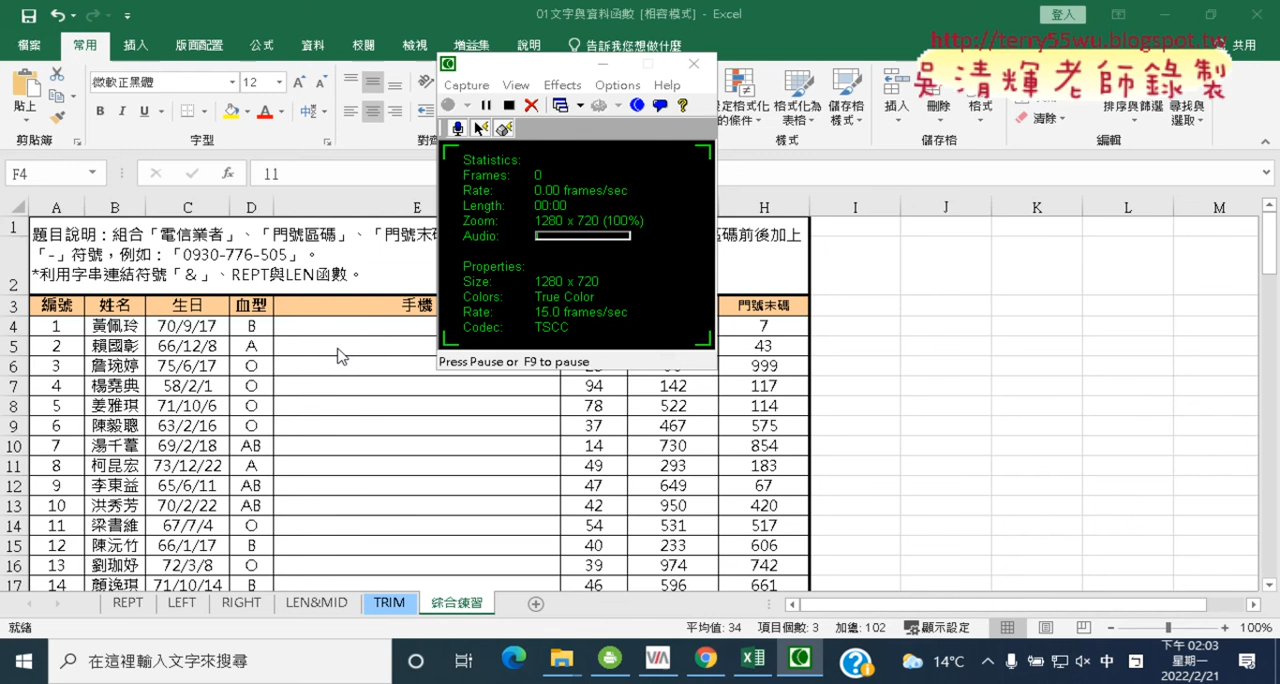 01文字與資料函數 [相容模式] - Excel
登入
檔案 常用 插入 版面配置 公式 資料 校閱 檢視 增益集 說明 告訴我您想做什麼 共用
http://terry55wu.blogspot.tw
吳清輝老師錄製
Capture View Effects Options Help
微軟正黑體 12
貼上
B I U
格式化為 儲存格 插入 刪除 格式
的條件 表格 樣式 清除 排序與篩選 尋找與
選取
剪貼簿 字型 樣式 儲存格 編輯
F4 fx 11
Statistics:
Frames: 0
Rate: 0.00 frames/sec
Length: 00:00
Zoom: 1280 x 720 (100%)
Audio:
Properties:
Size: 1280 x 720
Colors: True Color
Rate: 15.0 frames/sec
Codec: TSCC
Press Pause or F9 to pause
A B C D E H I J K L M
1 題目說明：組合「電信業者」、「門號區碼」、「門號末碼 區碼前後加上
「-」符號，例如：「0930-776-505」。
2 *利用字串連結符號「&」、REPT與LEN函數。
3 編號 姓名 生日 血型 手機 門號末碼
4 1 黃佩玲 70/9/17 B 7
5 2 賴國彰 66/12/8 A 43
6 3 詹琬婷 75/6/17 O 999
7 4 楊堯典 58/2/1 O 94 142 117
8 5 姜雅琪 71/10/6 O 78 522 114
9 6 陳毅聰 63/2/16 O 37 467 575
10 7 湯千葦 69/2/18 AB 14 730 854
11 8 柯昆宏 73/12/22 A 49 293 183
12 9 李東益 65/6/11 AB 47 649 67
13 10 洪秀芳 70/2/22 AB 42 950 420
14 11 梁書維 67/7/4 O 54 531 517
15 12 陳沅竹 66/1/17 B 40 233 606
16 13 劉珈妤 72/3/8 O 39 974 742
17 14 顏逸琪 71/10/14 B 46 596 661
REPT LEFT RIGHT LEN&MID TRIM 綜合練習
就緒 平均值: 34 項目個數: 3 加總: 102 顯示設定 100%
在這裡輸入文字來搜尋
14°C 中
下午 02:03
星期一
2022/2/21